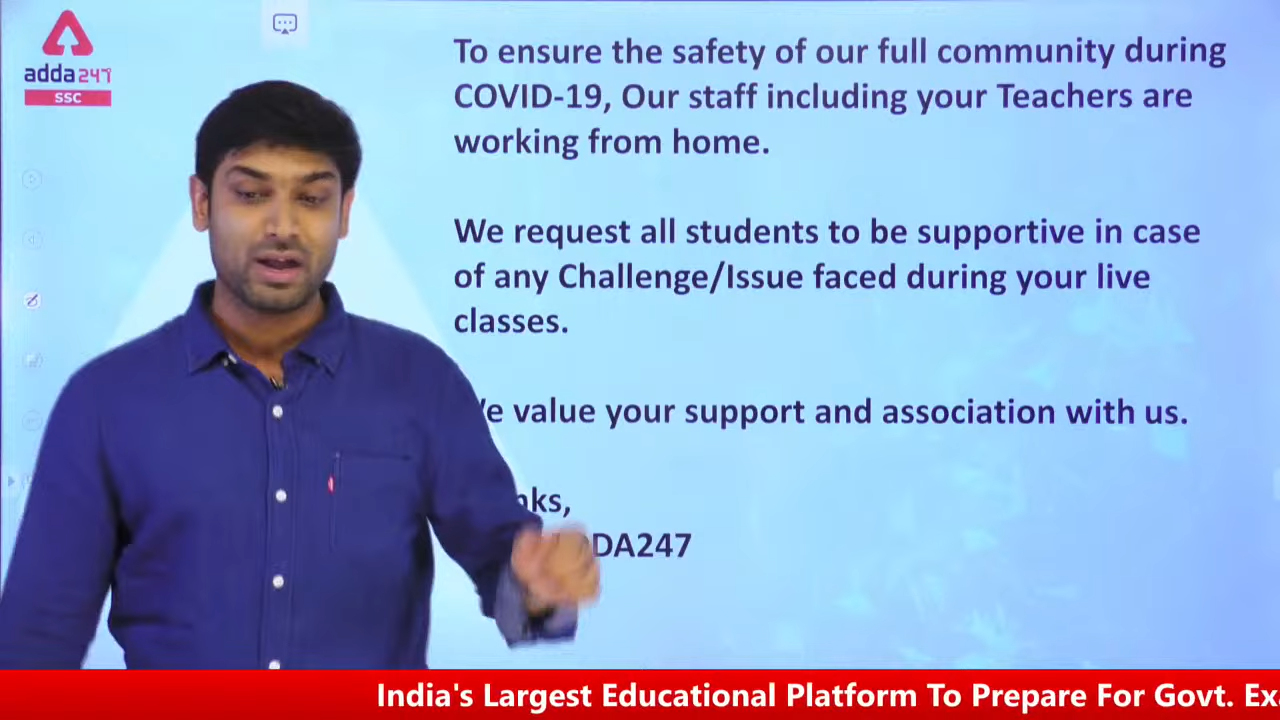 adda247
SSC
To ensure the safety of our full community during
COVID-19, Our staff including your Teachers are
working from home.
We request all students to be supportive in case
of any Challenge/Issue faced during your live
classes.
value your support and association with us.
DA247
India's Largest Educational Platform To Prepare For Govt. Ex